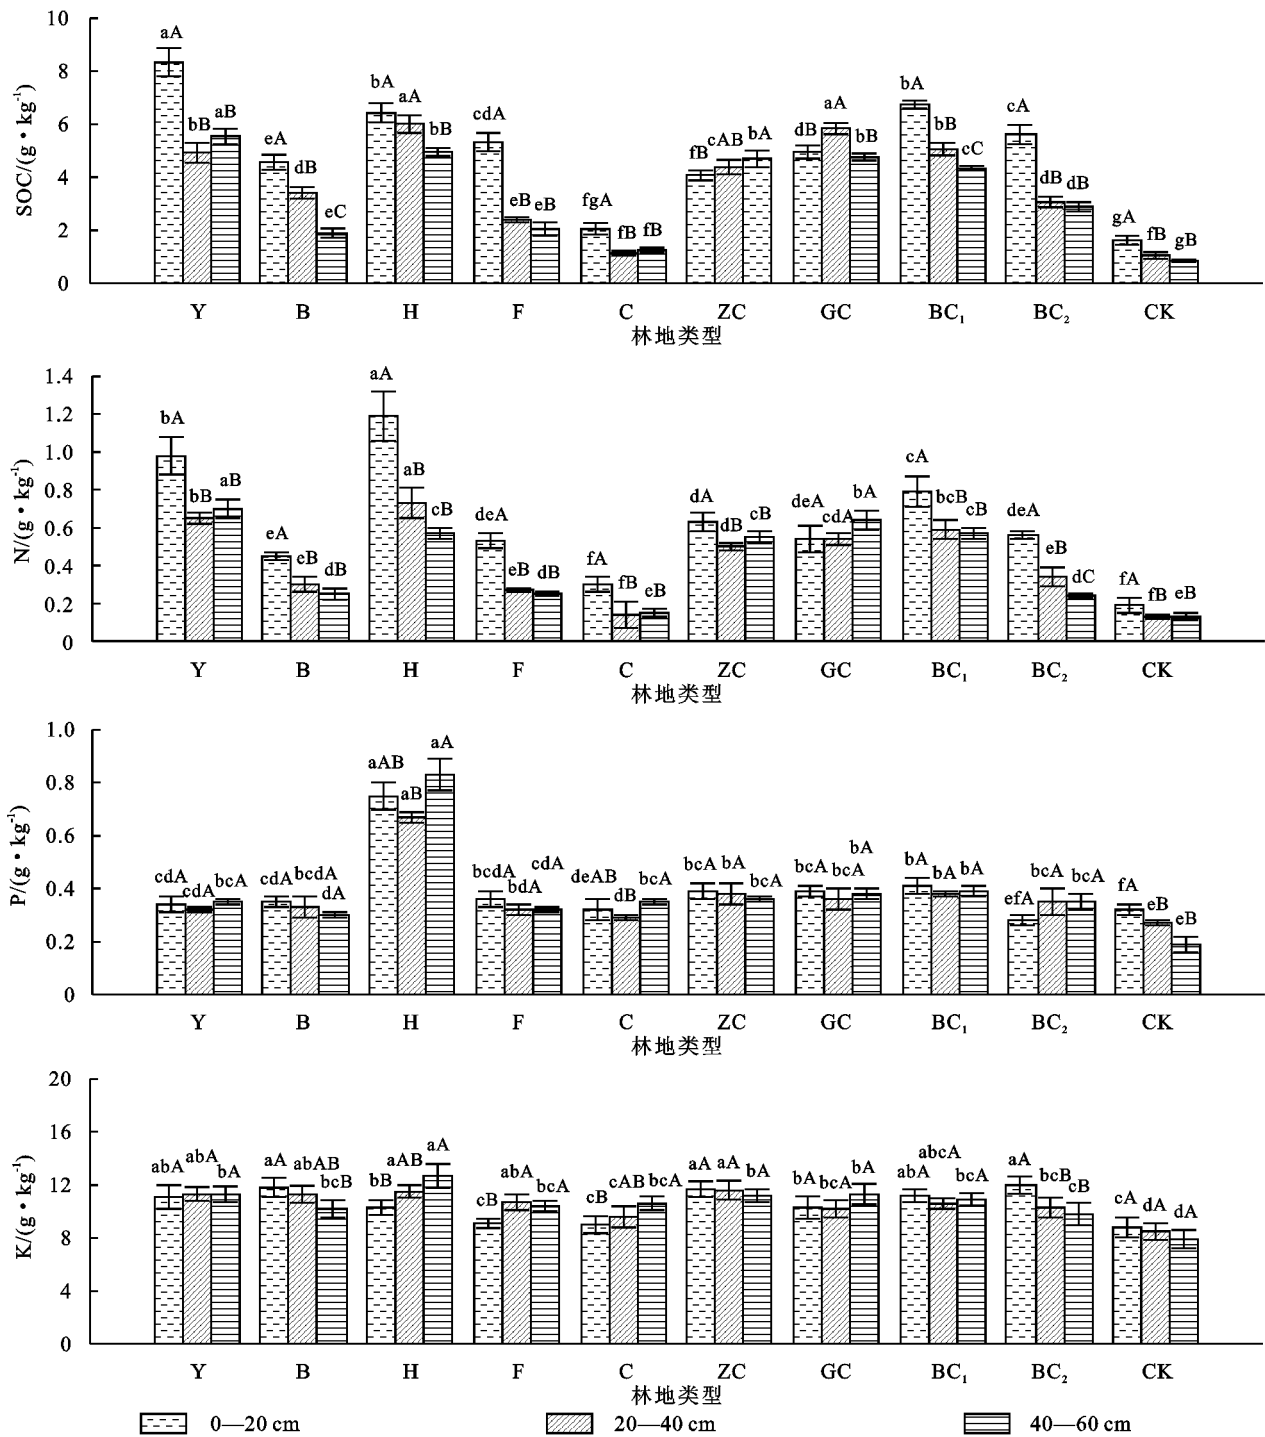 SOC/(g·kg⁻¹)
10
8
6
4
2
0
aA bB aB
eA dB eC
bA aA bB
cdA eB eB
fgA fB fB
fB cAB bA
dB aA bB
bA bB cC
cA dB dB
gA fB gB
Y B H F C ZC GC BC₁ BC₂ CK
林地类型
N/(g·kg⁻¹)
1.4
1.2
1.0
0.8
0.6
0.4
0.2
0
bA bB aB
eA eB dB
aA aB cB
deA eB dB
fA fB eB
dA dB cB
deA cdA bA
cA bcB cB
deA eB dC
fA fB eB
Y B H F C ZC GC BC₁ BC₂ CK
林地类型
P/(g·kg⁻¹)
1.0
0.8
0.6
0.4
0.2
0
cdA cdA bcA
cdA bcdA dA
aAB aB aA
bcdA bdA cdA
deAB dB bcA
bcA bA bcA
bcA bcA bA
bA bA bA
efA bcA bcA
fA eB eB
Y B H F C ZC GC BC₁ BC₂ CK
林地类型
K/(g·kg⁻¹)
20
16
12
8
4
0
abA abA bA
aA abAB bcB
bB aAB aA
cB abA bcA
cB cAB bcA
aA aA bA
bA bcA bA
abA abcA bcA
aA bcB cB
cA dA dA
Y B H F C ZC GC BC₁ BC₂ CK
林地类型
0—20 cm 20—40 cm 40—60 cm